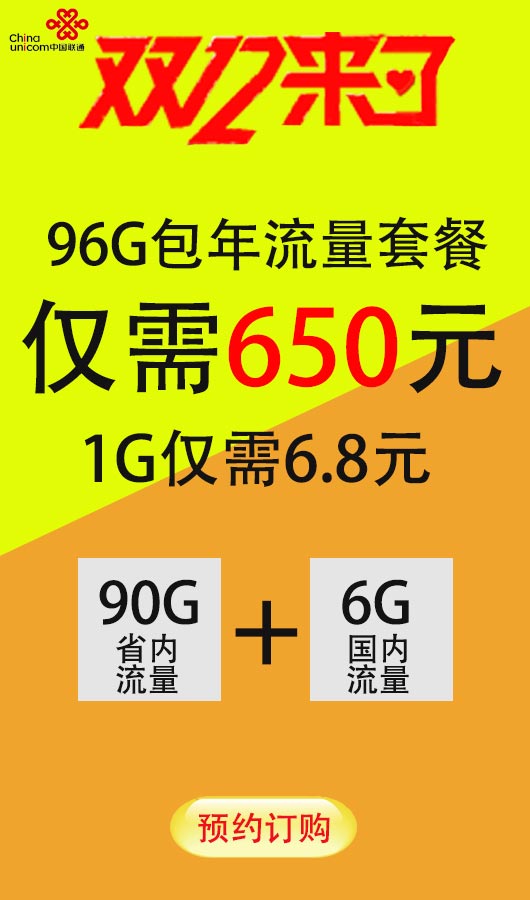 China
unicom中国联通
双12来了
96G包年流量套餐
仅需650元
1G仅需6.8元
90G
省内
流量
+
6G
国内
流量
预约订购